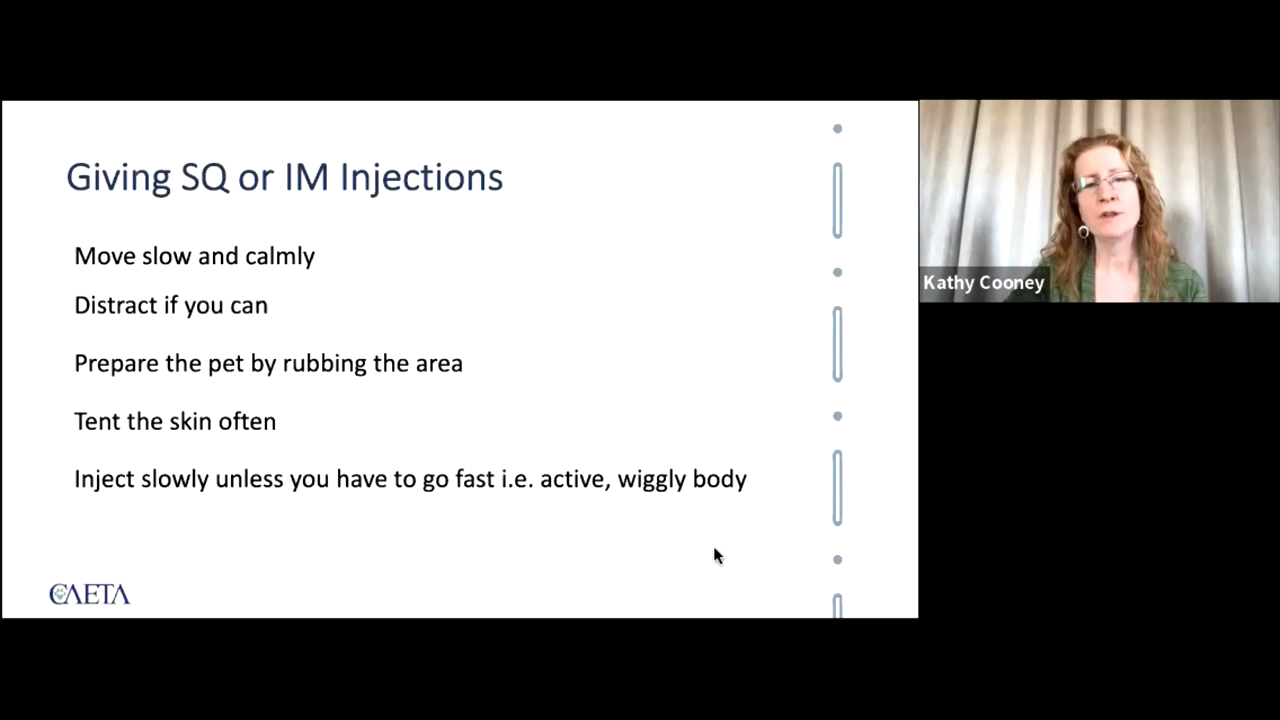 Giving SQ or IM Injections
Move slow and calmly
Distract if you can
Prepare the pet by rubbing the area
Tent the skin often
Inject slowly unless you have to go fast i.e. active, wiggly body
CAETA
Kathy Cooney